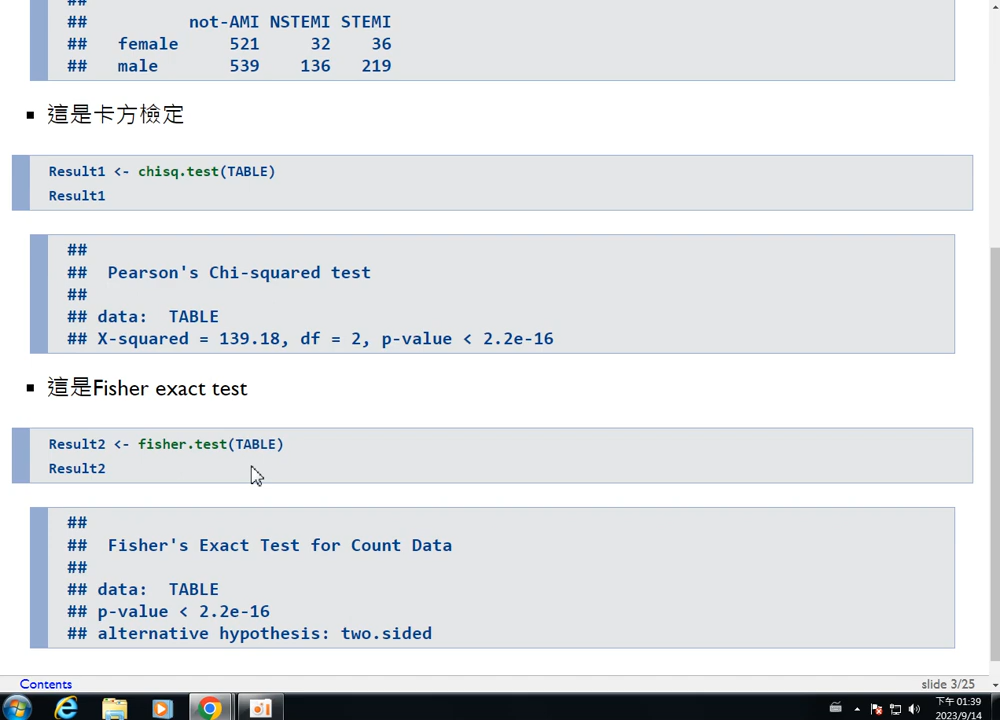 ##
## not-AMI NSTEMI STEMI
## female 521 32 36
## male 539 136 219
這是卡方檢定
Result1 <- chisq.test(TABLE)
Result1
##
## Pearson's Chi-squared test
##
## data: TABLE
## X-squared = 139.18, df = 2, p-value < 2.2e-16
這是Fisher exact test
Result2 <- fisher.test(TABLE)
Result2
##
## Fisher's Exact Test for Count Data
##
## data: TABLE
## p-value < 2.2e-16
## alternative hypothesis: two.sided
Contents
slide 3/25
下午 01:39
2023/9/14